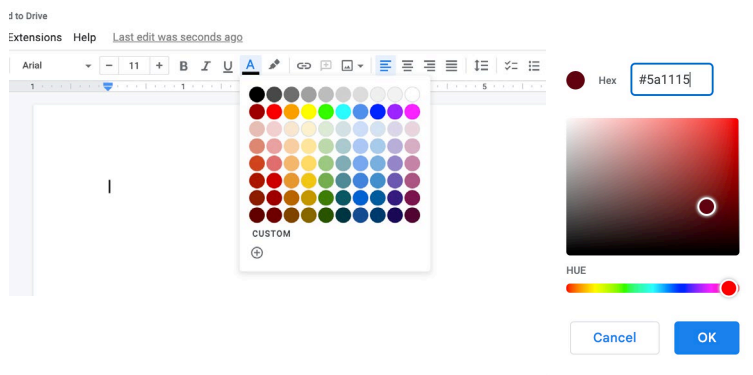 d to Drive
Extensions Help Last edit was seconds ago
Arial - 11 + B I U A
1 1 5
CUSTOM
Hex #5a1115
HUE
Cancel OK